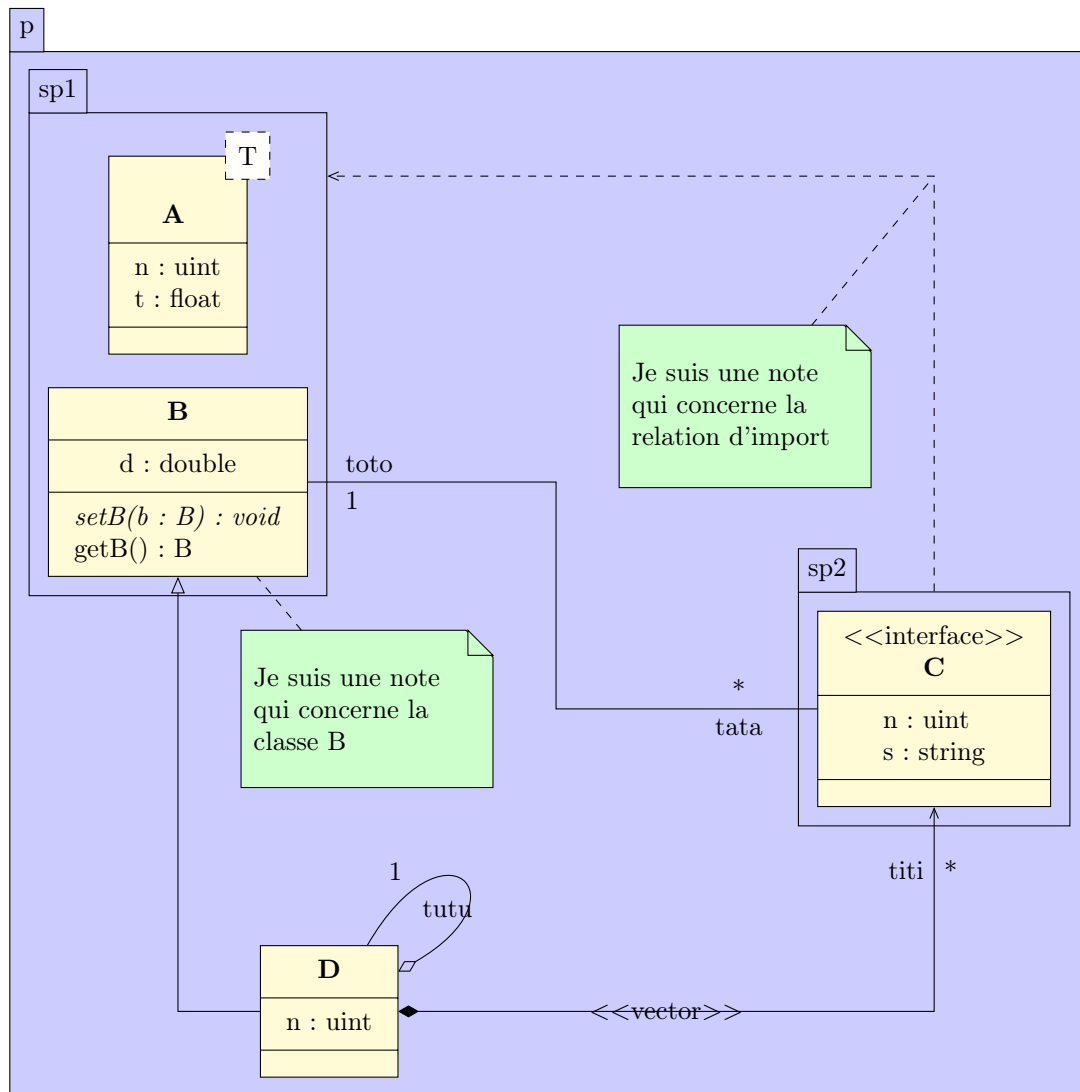 p
sp1
T
A
n : uint
t : float
B
d : double
setB(b : B) : void
getB() : B
toto
1
Je suis une note
qui concerne la
relation d'import
sp2
<<interface>>
C
n : uint
s : string
*
tata
Je suis une note
qui concerne la
classe B
titi
*
1
tutu
D
n : uint
<<vector>>